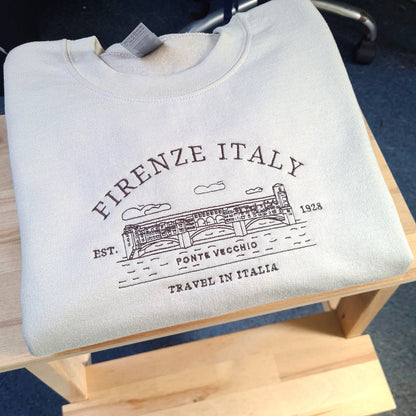 FIRENZE ITALY
EST. 1928
PONTE VECCHIO
TRAVEL IN ITALIA